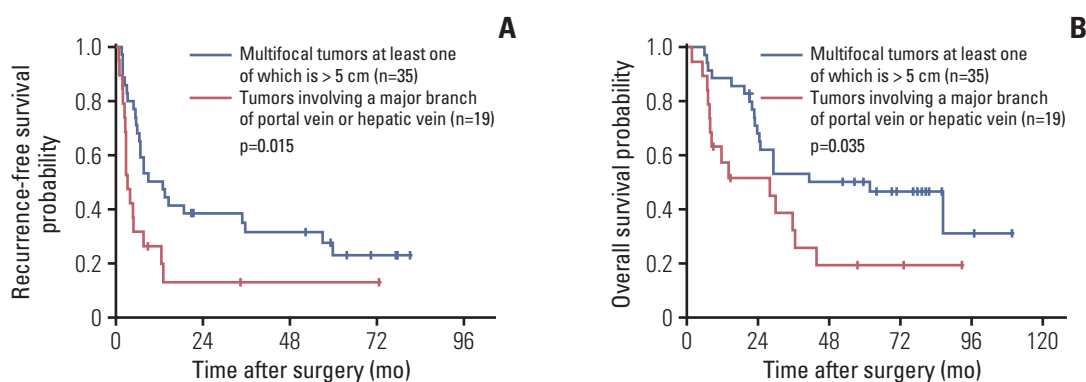 A
1.0
0.8
0.6
0.4
0.2
0
Recurrence-free survival
probability
Multifocal tumors at least one
of which is > 5 cm (n=35)
Tumors involving a major branch
of portal vein or hepatic vein (n=19)
p=0.015
0 24 48 72 96
Time after surgery (mo)
B
1.0
0.8
0.6
0.4
0.2
0
Overall survival probability
Multifocal tumors at least one
of which is > 5 cm (n=35)
Tumors involving a major branch
of portal vein or hepatic vein (n=19)
p=0.035
0 24 48 72 96 120
Time after surgery (mo)